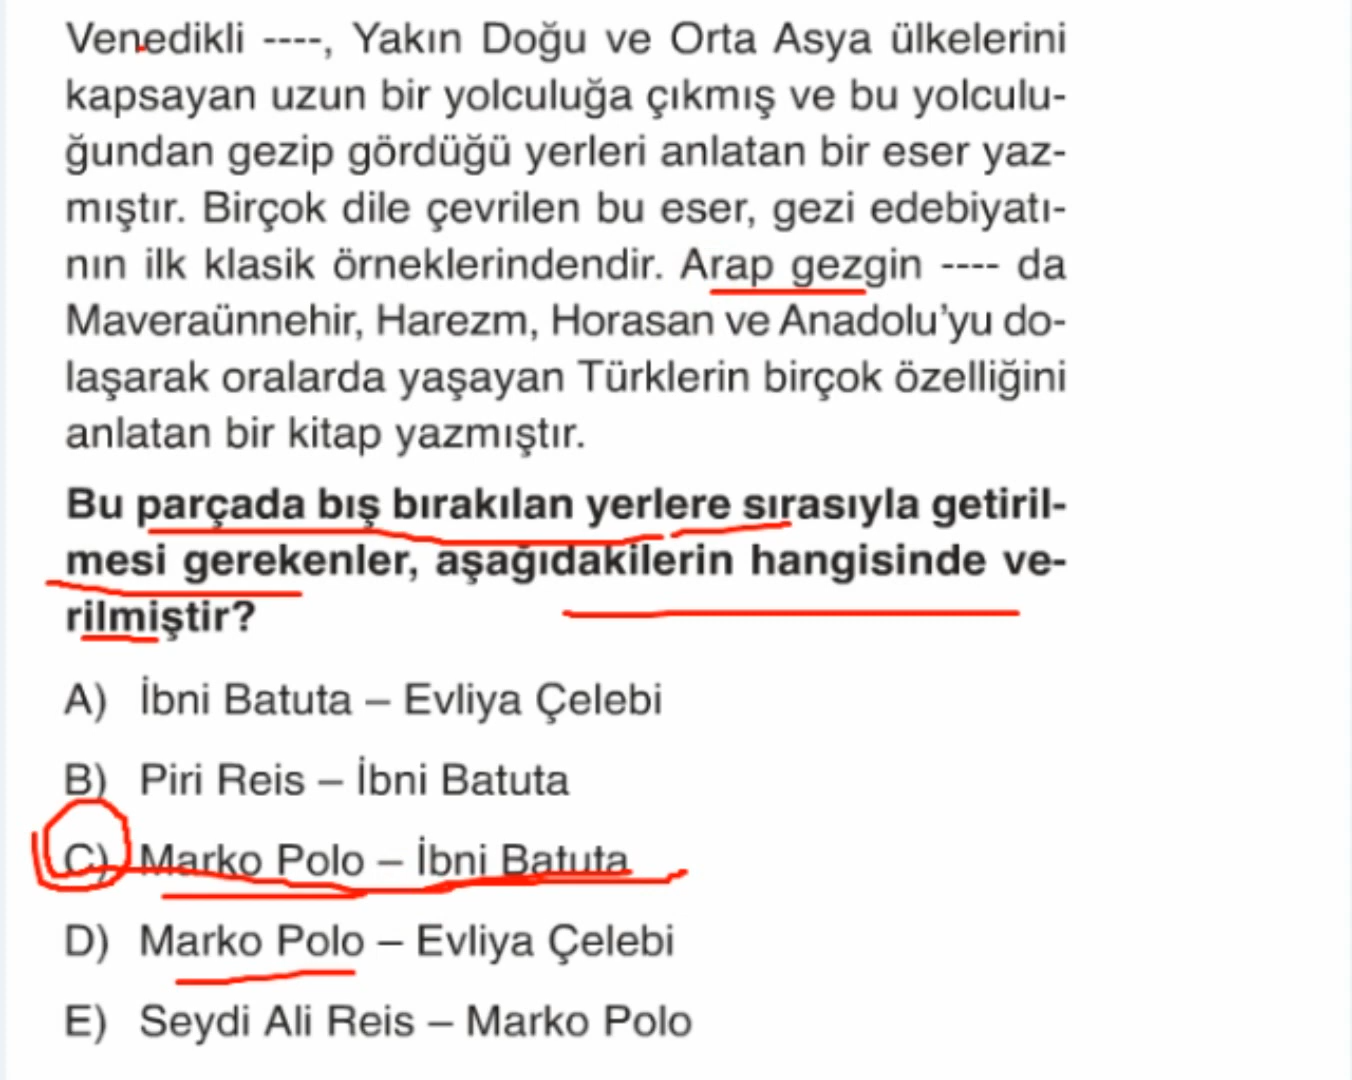 Venedikli ----, Yakın Doğu ve Orta Asya ülkelerini
kapsayan uzun bir yolculuğa çıkmış ve bu yolculu-
ğundan gezip gördüğü yerleri anlatan bir eser yaz-
mıştır. Birçok dile çevrilen bu eser, gezi edebiyatı-
nın ilk klasik örneklerindendir. Arap gezgin ---- da
Maveraünnehir, Harezm, Horasan ve Anadolu’yu do-
laşarak oralarda yaşayan Türklerin birçok özelliğini
anlatan bir kitap yazmıştır.
Bu parçada bış bırakılan yerlere sırasıyla getiril-
mesi gerekenler, aşağıdakilerin hangisinde ve-
rilmiştir?
A) İbni Batuta – Evliya Çelebi
B) Piri Reis – İbni Batuta
C) Marko Polo – İbni Batuta
D) Marko Polo – Evliya Çelebi
E) Seydi Ali Reis – Marko Polo